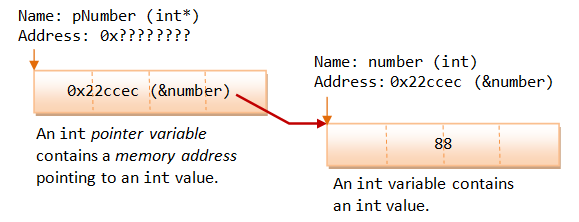 Name: pNumber (int*)
Address: 0x????????
0x22ccec (&number)
An int pointer variable
contains a memory address
pointing to an int value.
Name: number (int)
Address: 0x22ccec (&number)
88
An int variable contains
an int value.